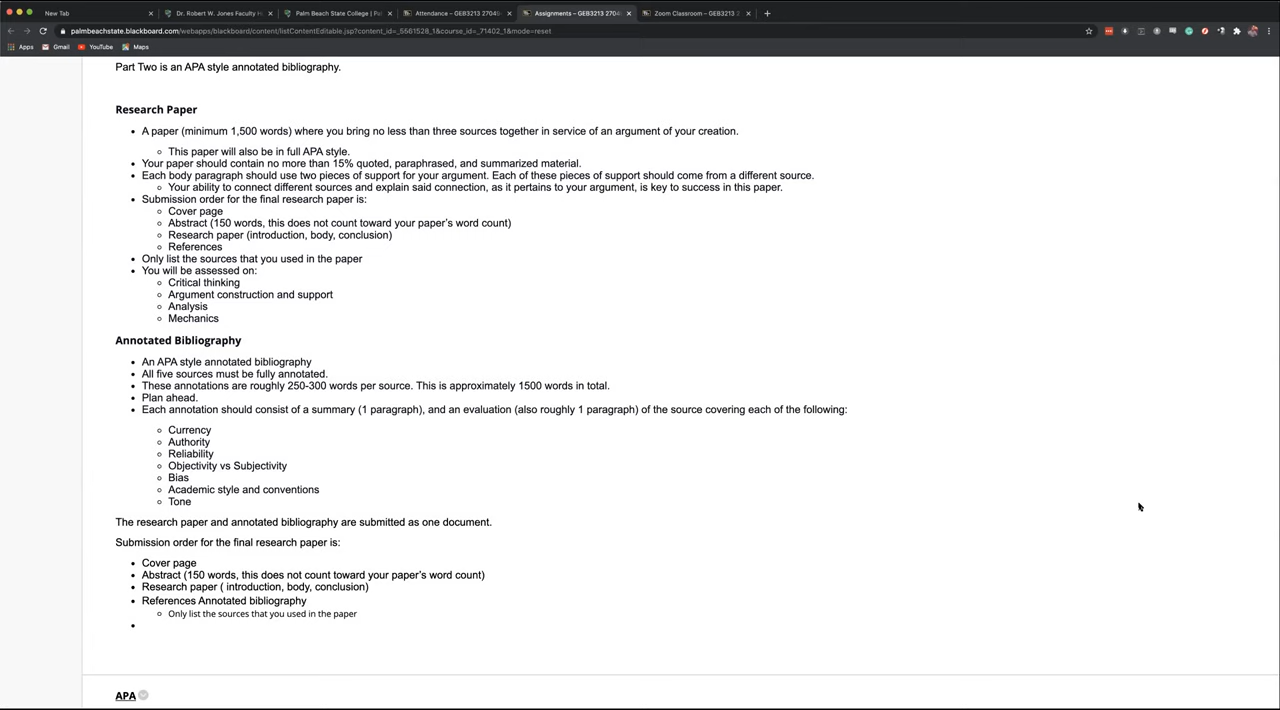 New Tab
Dr. Robert W. Jones Faculty H
Palm Beach State College | Pal
Attendance – GEB3213 27049
Assignments – GEB3213 2704
Zoom Classroom – GEB3213 2
palmbeachstate.blackboard.com/webapps/blackboard/content/listContentEditable.jsp?content_id=_5561528_1&course_id=_71402_1&mode=reset
Apps
Gmail
YouTube
Maps
Part Two is an APA style annotated bibliography.
Research Paper
A paper (minimum 1,500 words) where you bring no less than three sources together in service of an argument of your creation.
This paper will also be in full APA style.
Your paper should contain no more than 15% quoted, paraphrased, and summarized material.
Each body paragraph should use two pieces of support for your argument. Each of these pieces of support should come from a different source.
Your ability to connect different sources and explain said connection, as it pertains to your argument, is key to success in this paper.
Submission order for the final research paper is:
Cover page
Abstract (150 words, this does not count toward your paper's word count)
Research paper (introduction, body, conclusion)
References
Only list the sources that you used in the paper
You will be assessed on:
Critical thinking
Argument construction and support
Analysis
Mechanics
Annotated Bibliography
An APA style annotated bibliography
All five sources must be fully annotated.
These annotations are roughly 250-300 words per source. This is approximately 1500 words in total.
Plan ahead.
Each annotation should consist of a summary (1 paragraph), and an evaluation (also roughly 1 paragraph) of the source covering each of the following:
Currency
Authority
Reliability
Objectivity vs Subjectivity
Bias
Academic style and conventions
Tone
The research paper and annotated bibliography are submitted as one document.
Submission order for the final research paper is:
Cover page
Abstract (150 words, this does not count toward your paper's word count)
Research paper ( introduction, body, conclusion)
References Annotated bibliography
Only list the sources that you used in the paper
APA